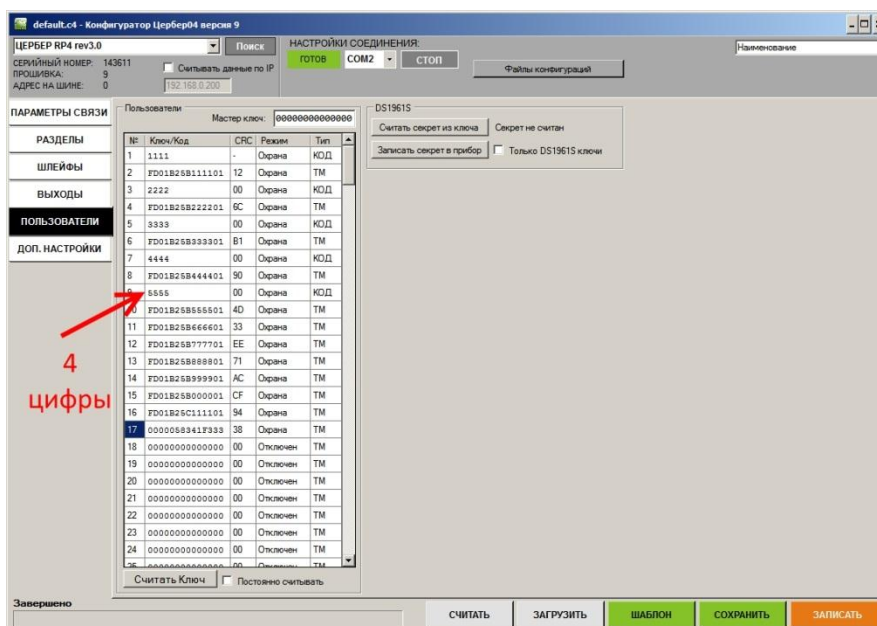 default.c4 - Конфигуратор Цербер04 версия 9
ЦЕРБЕР RP4 rev3.0
Поиск
СЕРИЙНЫЙ НОМЕР: 143611
ПРОШИВКА: 9
АДРЕС НА ШИНЕ: 0
Считывать данные по IP
192.168.0.200
НАСТРОЙКИ СОЕДИНЕНИЯ:
ГОТОВ COM2 СТОП
Файлы конфигураций
Наименование
ПАРАМЕТРЫ СВЯЗИ
РАЗДЕЛЫ
ШЛЕЙФЫ
ВЫХОДЫ
ПОЛЬЗОВАТЕЛИ
ДОП. НАСТРОЙКИ
4
цифры
Пользователи
Мастер ключ: 00000000000000
№ Ключ/Код CRC Режим Тип
1 1111 - Охрана КОД
2 FD01B25B111101 12 Охрана ТМ
3 2222 00 Охрана КОД
4 FD01B25B222201 6C Охрана ТМ
5 3333 00 Охрана КОД
6 FD01B25B333301 B1 Охрана ТМ
7 4444 00 Охрана КОД
8 FD01B25B444401 90 Охрана ТМ
9 5555 00 Охрана КОД
10 FD01B25B555501 4D Охрана ТМ
11 FD01B25B666601 33 Охрана ТМ
12 FD01B25B777701 EE Охрана ТМ
13 FD01B25B888801 71 Охрана ТМ
14 FD01B25B999901 AC Охрана ТМ
15 FD01B25B000001 CF Охрана ТМ
16 FD01B25C111101 94 Охрана ТМ
17 0000058341F333 38 Охрана ТМ
18 00000000000000 00 Отключен ТМ
19 00000000000000 00 Отключен ТМ
20 00000000000000 00 Отключен ТМ
21 00000000000000 00 Отключен ТМ
22 00000000000000 00 Отключен ТМ
23 00000000000000 00 Отключен ТМ
24 00000000000000 00 Отключен ТМ
25 00000000000000 00 Отключен ТМ
Считать Ключ
Постоянно считывать
DS1961S
Считать секрет из ключа Секрет не считан
Записать секрет в прибор Только DS1961S ключи
Завершено
СЧИТАТЬ ЗАГРУЗИТЬ ШАБЛОН СОХРАНИТЬ ЗАПИСАТЬ